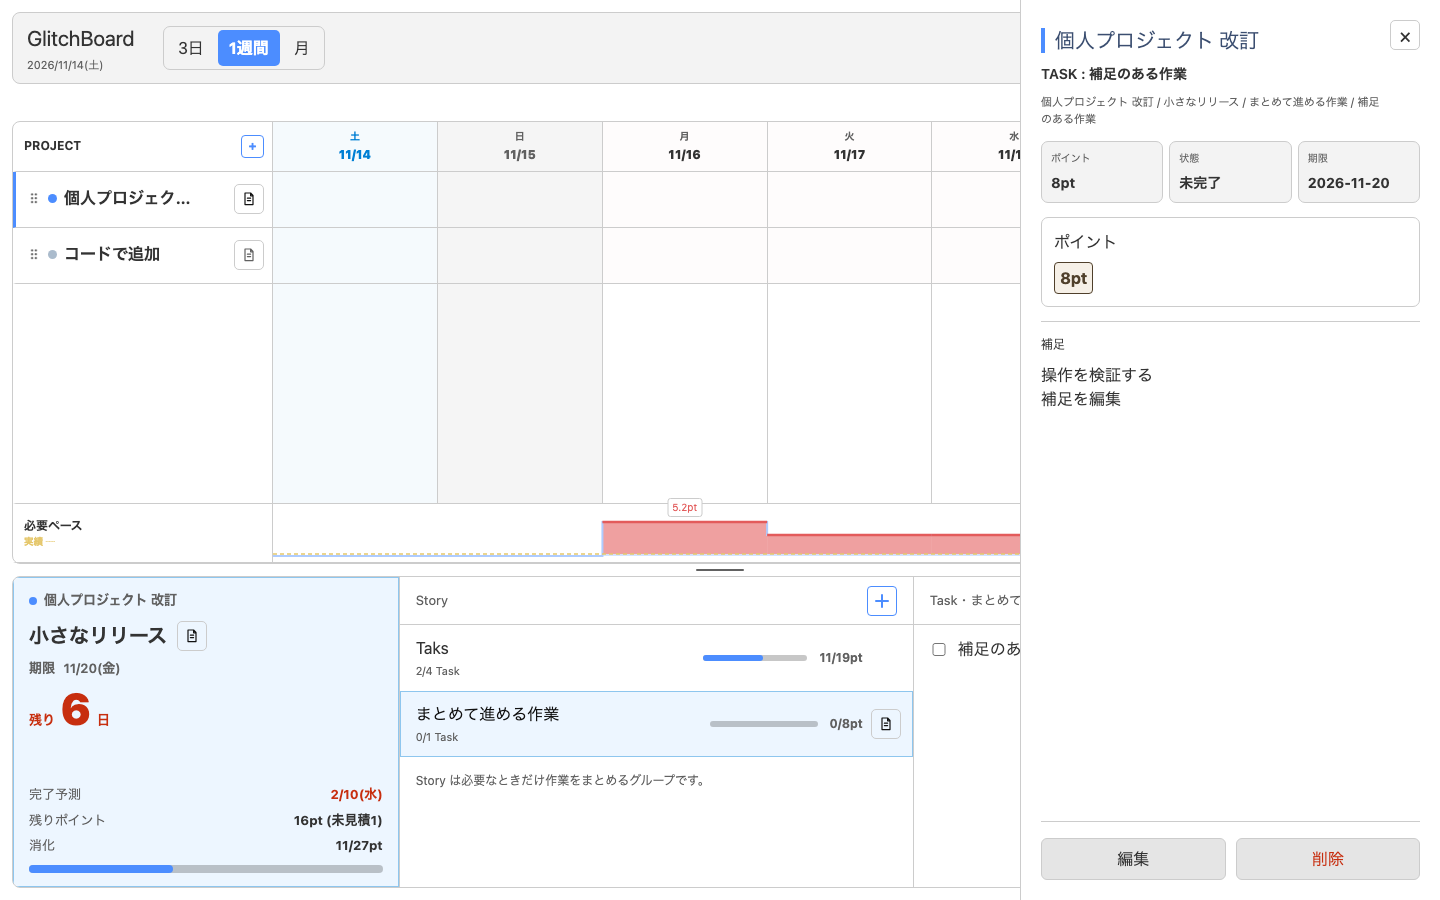 GlitchBoard
2026/11/14(土)
3日
1週間
月
PROJECT
+
土
11/14
日
11/15
月
11/16
火
11/17
水
個人プロジェク...
コードで追加
必要ペース
実績
5.2pt
個人プロジェクト 改訂
小さなリリース
期限 11/20(金)
残り 6 日
完了予測 2/10(水)
残りポイント 16pt (未見積1)
消化 11/27pt
Story
+
Taks
2/4 Task
11/19pt
まとめて進める作業
0/1 Task
0/8pt
Story は必要なときだけ作業をまとめるグループです。
Task・まとめて
補足のあ
個人プロジェクト 改訂
×
TASK : 補足のある作業
個人プロジェクト 改訂 / 小さなリリース / まとめて進める作業 / 補足
のある作業
ポイント
8pt
状態
未完了
期限
2026-11-20
ポイント
8pt
補足
操作を検証する
補足を編集
編集
削除